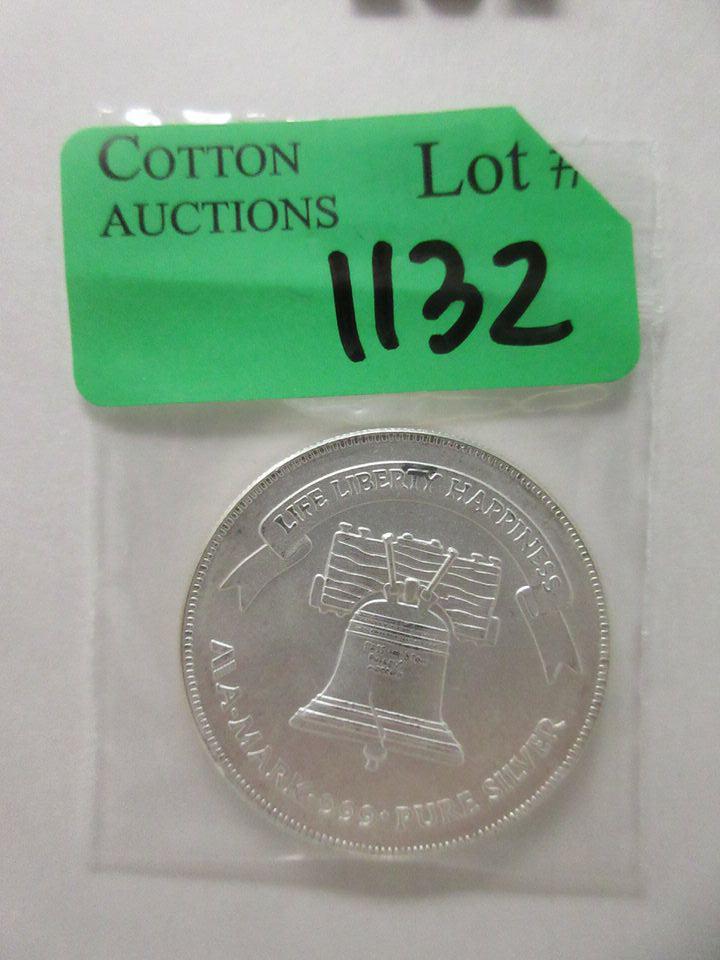 COTTON
AUCTIONS
Lot #
1132
LIFE LIBERTY HAPPINESS
A-MARK · 999 · PURE SILVER